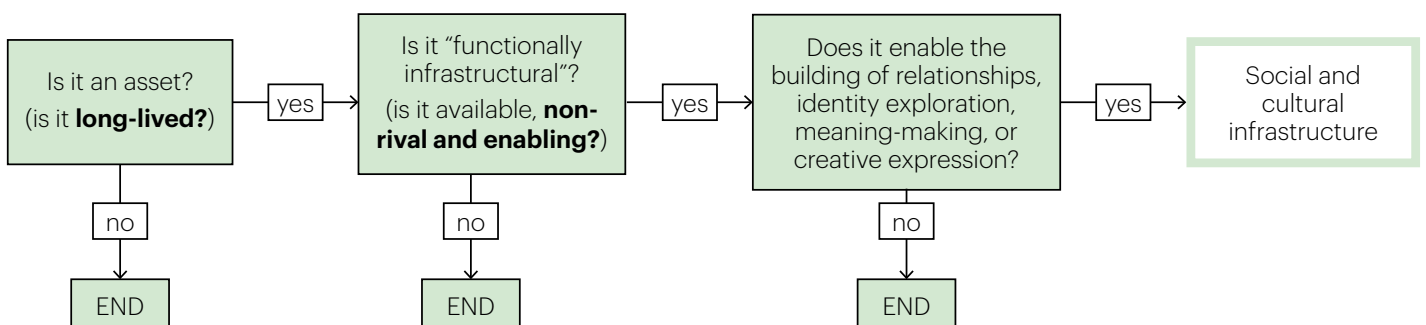 Is it an asset?
(is it long-lived?)
yes
Is it “functionally
infrastructural”?
(is it available, non-
rival and enabling?)
yes
Does it enable the
building of relationships,
identity exploration,
meaning-making, or
creative expression?
yes
Social and
cultural
infrastructure
no
no
no
END
END
END